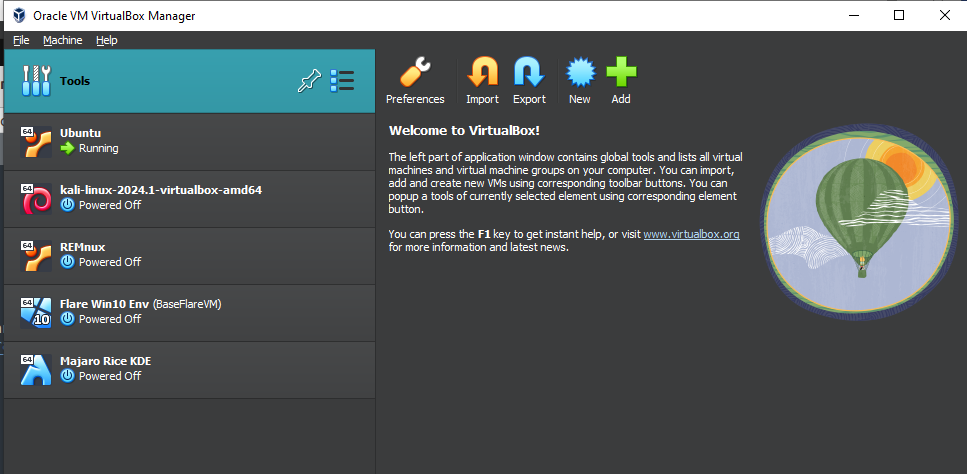 Oracle VM VirtualBox Manager
File Machine Help
Tools
Preferences Import Export New Add
64
Ubuntu
Running
64
kali-linux-2024.1-virtualbox-amd64
Powered Off
64
REMnux
Powered Off
64
10
Flare Win10 Env (BaseFlareVM)
Powered Off
64
Majaro Rice KDE
Powered Off
Welcome to VirtualBox!
The left part of application window contains global tools and lists all virtual
machines and virtual machine groups on your computer. You can import,
add and create new VMs using corresponding toolbar buttons. You can
popup a tools of currently selected element using corresponding element
button.
You can press the F1 key to get instant help, or visit www.virtualbox.org
for more information and latest news.